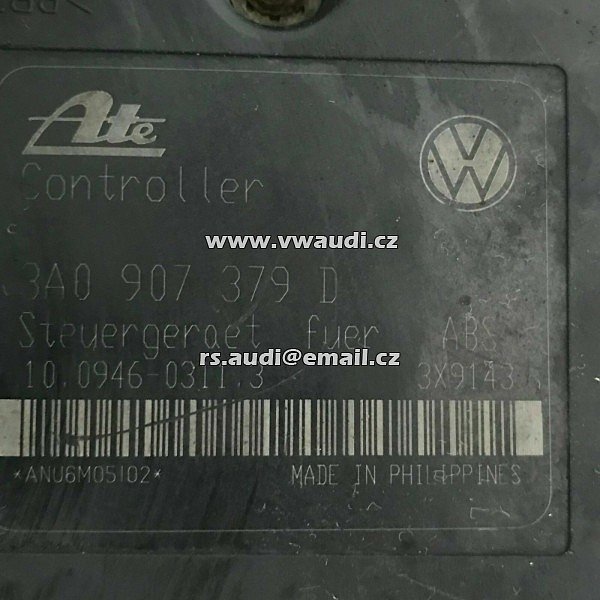 Ate
Controller
www.vwaudi.cz
3A0 907 379 D
Steuergeraet fuer ABS
rs.audi@email.cz
10.0946-0311.3 3X9143
*ANU6M05102* MADE IN PHILIPPINES